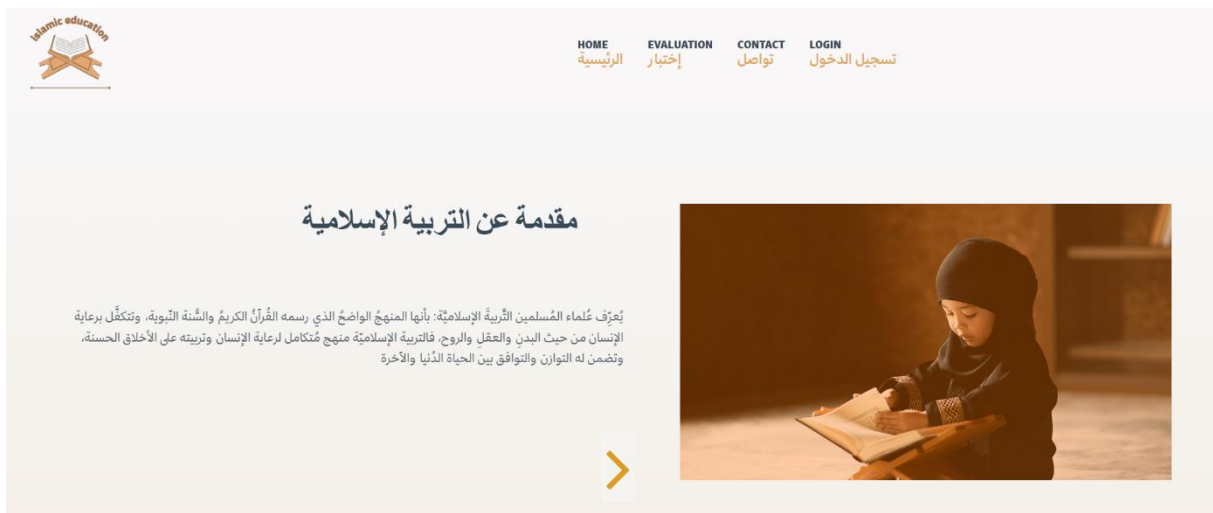 Islamic education
HOME EVALUATION CONTACT LOGIN
الرئيسية إختبار تواصل تسجيل الدخول
مقدمة عن التربية الإسلامية
يُعرّف عُلماء المُسلمين التَّربيةَ الإسلاميَّة: بأنها المنهجُ الواضحُ الذي رسمه القُرآنُ الكريمُ والسُّنة النّبوية، وتتكفَّل برعاية
الإنسان من حيث البدنِ والعقلِ والروح، فالتربية الإسلاميّة منهج مُتكامل لرعاية الإنسان وتربيته على الأخلاق الحسنة،
وتضمن له التوازن والتوافق بين الحياة الدُنيا والآخرة